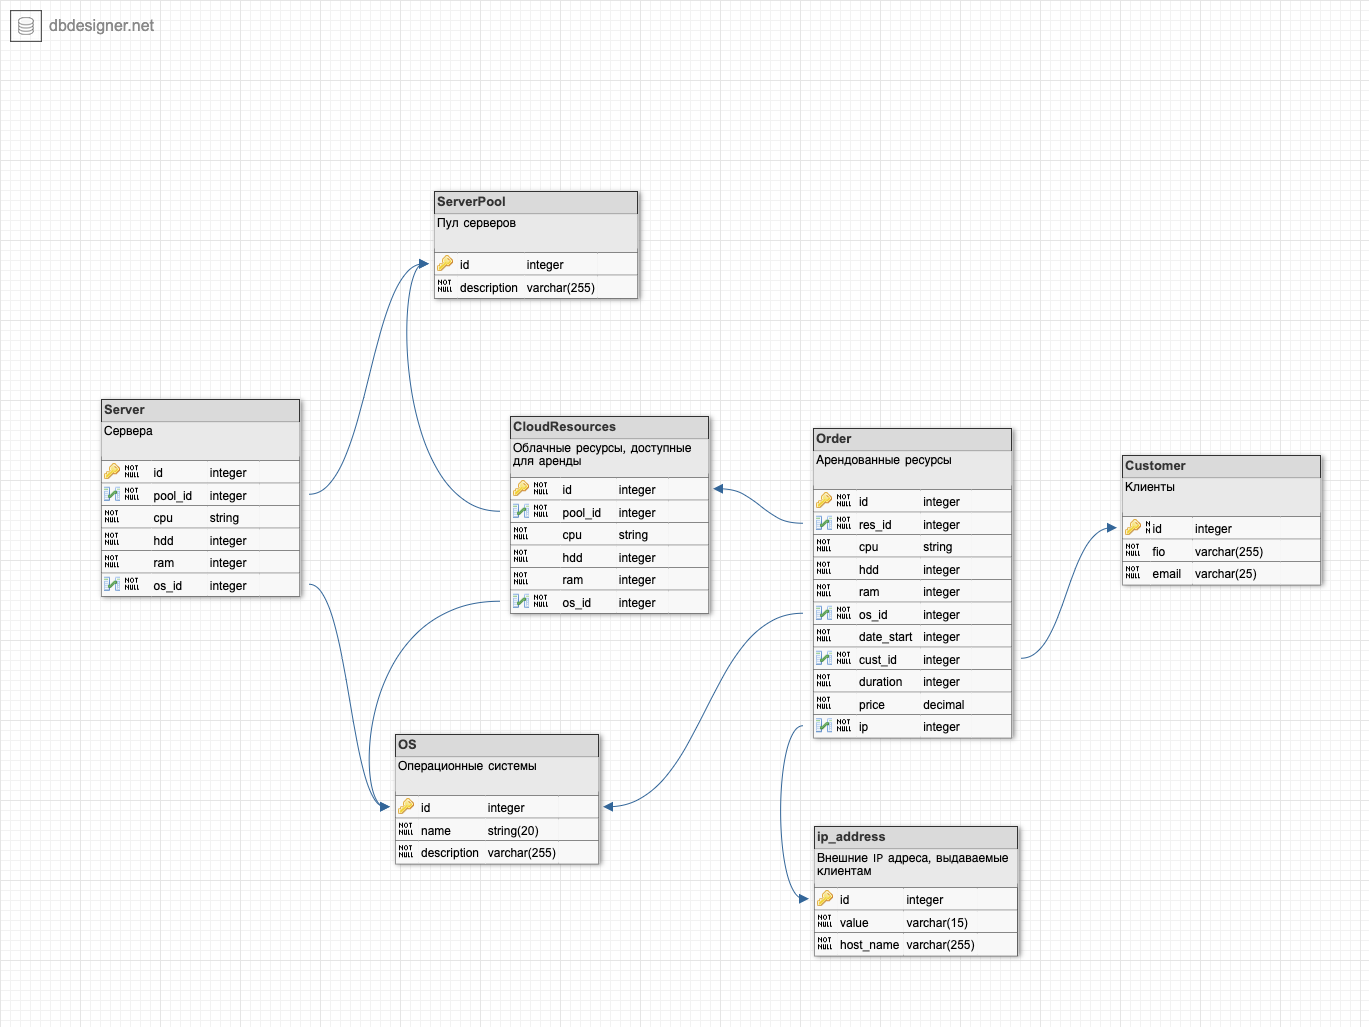 dbdesigner.net
ServerPool
Пул серверов
id integer
NOT NULL description varchar(255)
Server
Сервера
NOT NULL id integer
NOT NULL pool_id integer
NOT NULL cpu string
NOT NULL hdd integer
NOT NULL ram integer
NOT NULL os_id integer
CloudResources
Облачные ресурсы, доступные
для аренды
NOT NULL id integer
NOT NULL pool_id integer
NOT NULL cpu string
NOT NULL hdd integer
NOT NULL ram integer
NOT NULL os_id integer
Order
Арендованные ресурсы
NOT NULL id integer
NOT NULL res_id integer
NOT NULL cpu string
NOT NULL hdd integer
NOT NULL ram integer
NOT NULL os_id integer
NOT NULL date_start integer
NOT NULL cust_id integer
NOT NULL duration integer
NOT NULL price decimal
NOT NULL ip integer
Customer
Клиенты
N N id integer
NOT NULL fio varchar(255)
NOT NULL email varchar(25)
OS
Операционные системы
id integer
NOT NULL name string(20)
NOT NULL description varchar(255)
ip_address
Внешние IP адреса, выдаваемые
клиентам
id integer
NOT NULL value varchar(15)
NOT NULL host_name varchar(255)